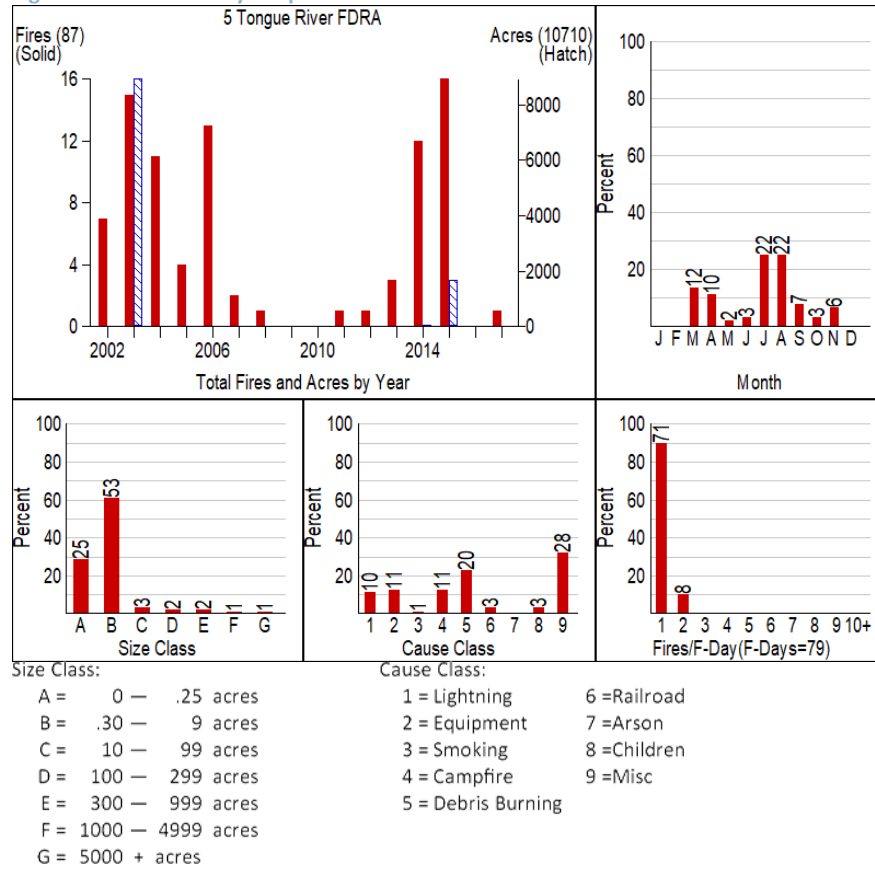 5 Tongue River FDRA
Fires (87)
(Solid)
Acres (10710)
(Hatch)
16
12
8
4
0
8000
6000
4000
2000
0
2002 2006 2010 2014
Total Fires and Acres by Year
100
80
60
40
20
Percent
12 10 2 3 22 22 7 3 6
J F M A M J J A S O N D
Month
100
80
60
40
20
Percent
25 53 3 2 2 1 1
A B C D E F G
Size Class
100
80
60
40
20
Percent
10 11 1 11 20 3 3 28
1 2 3 4 5 6 7 8 9
Cause Class
100
80
60
40
20
Percent
71 8
1 2 3 4 5 6 7 8 9 10+
Fires/F-Day(F-Days=79)
Size Class:
A = 0 — .25 acres
B = .30 — 9 acres
C = 10 — 99 acres
D = 100 — 299 acres
E = 300 — 999 acres
F = 1000 — 4999 acres
G = 5000 + acres
Cause Class:
1 = Lightning
2 = Equipment
3 = Smoking
4 = Campfire
5 = Debris Burning
6 =Railroad
7 =Arson
8 =Children
9 =Misc